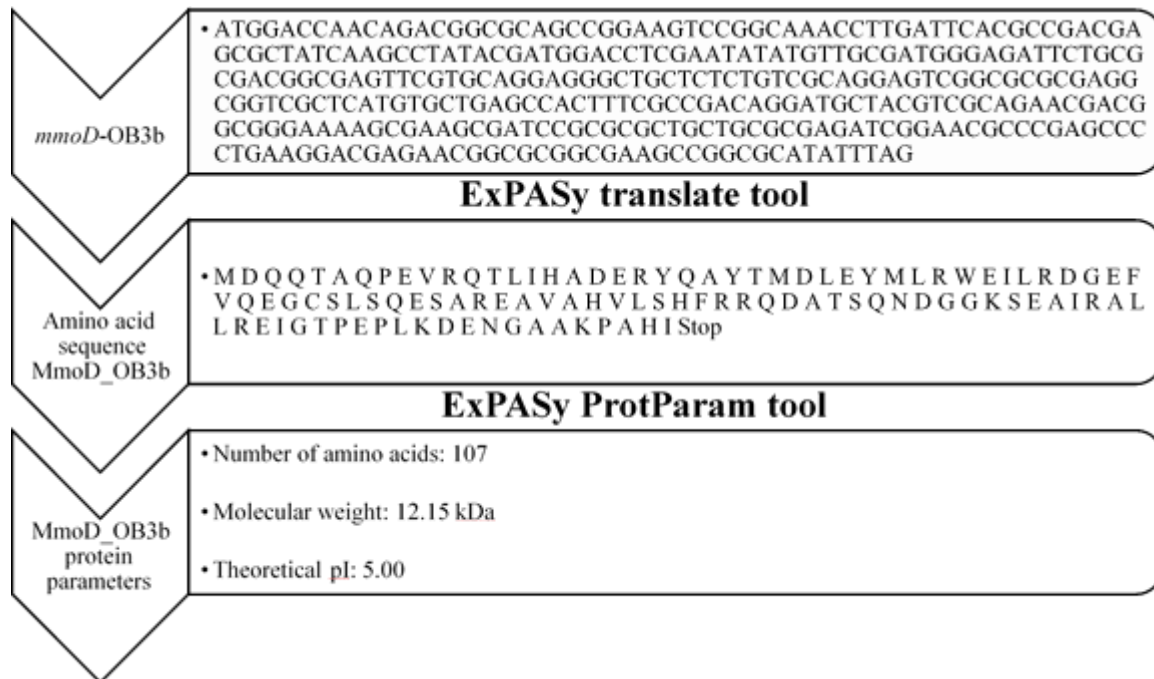 • ATGGACCAACAGACGGCGCAGCCGGAAGTCCGGCAAACCTTGATTCACGCCGACGA
GCGCTATCAAGCCTATACGATGGACCTCGAATATATGTTGCGATGGGAGATTCTGCG
CGACGGCGAGTTCGTGCAGGAGGGCTGCTCTCTGTCGCAGGAGTCGGCGCGCGAGG
CGGTCGCTCATGTGCTGAGCCACTTTCGCCGACAGGATGCTACGTCGCAGAACGACG
GCGGGAAAAGCGAAGCGATCCGCGCGCTGCTGCGCGAGATCGGAACGCCCGAGCCC
CTGAAGGACGAGAACGGCGCGGCGAAGCCGGCGCATATTTAG
mmoD-OB3b
ExPASy translate tool
• M D Q Q T A Q P E V R Q T L I H A D E R Y Q A Y T M D L E Y M L R W E I L R D G E F
V Q E G C S L S Q E S A R E A V A H V L S H F R R Q D A T S Q N D G G K S E A I R A L
L R E I G T P E P L K D E N G A A K P A H I Stop
Amino acid
sequence
MmoD_OB3b
ExPASy ProtParam tool
• Number of amino acids: 107
• Molecular weight: 12.15 kDa
• Theoretical pI: 5.00
MmoD_OB3b
protein
parameters